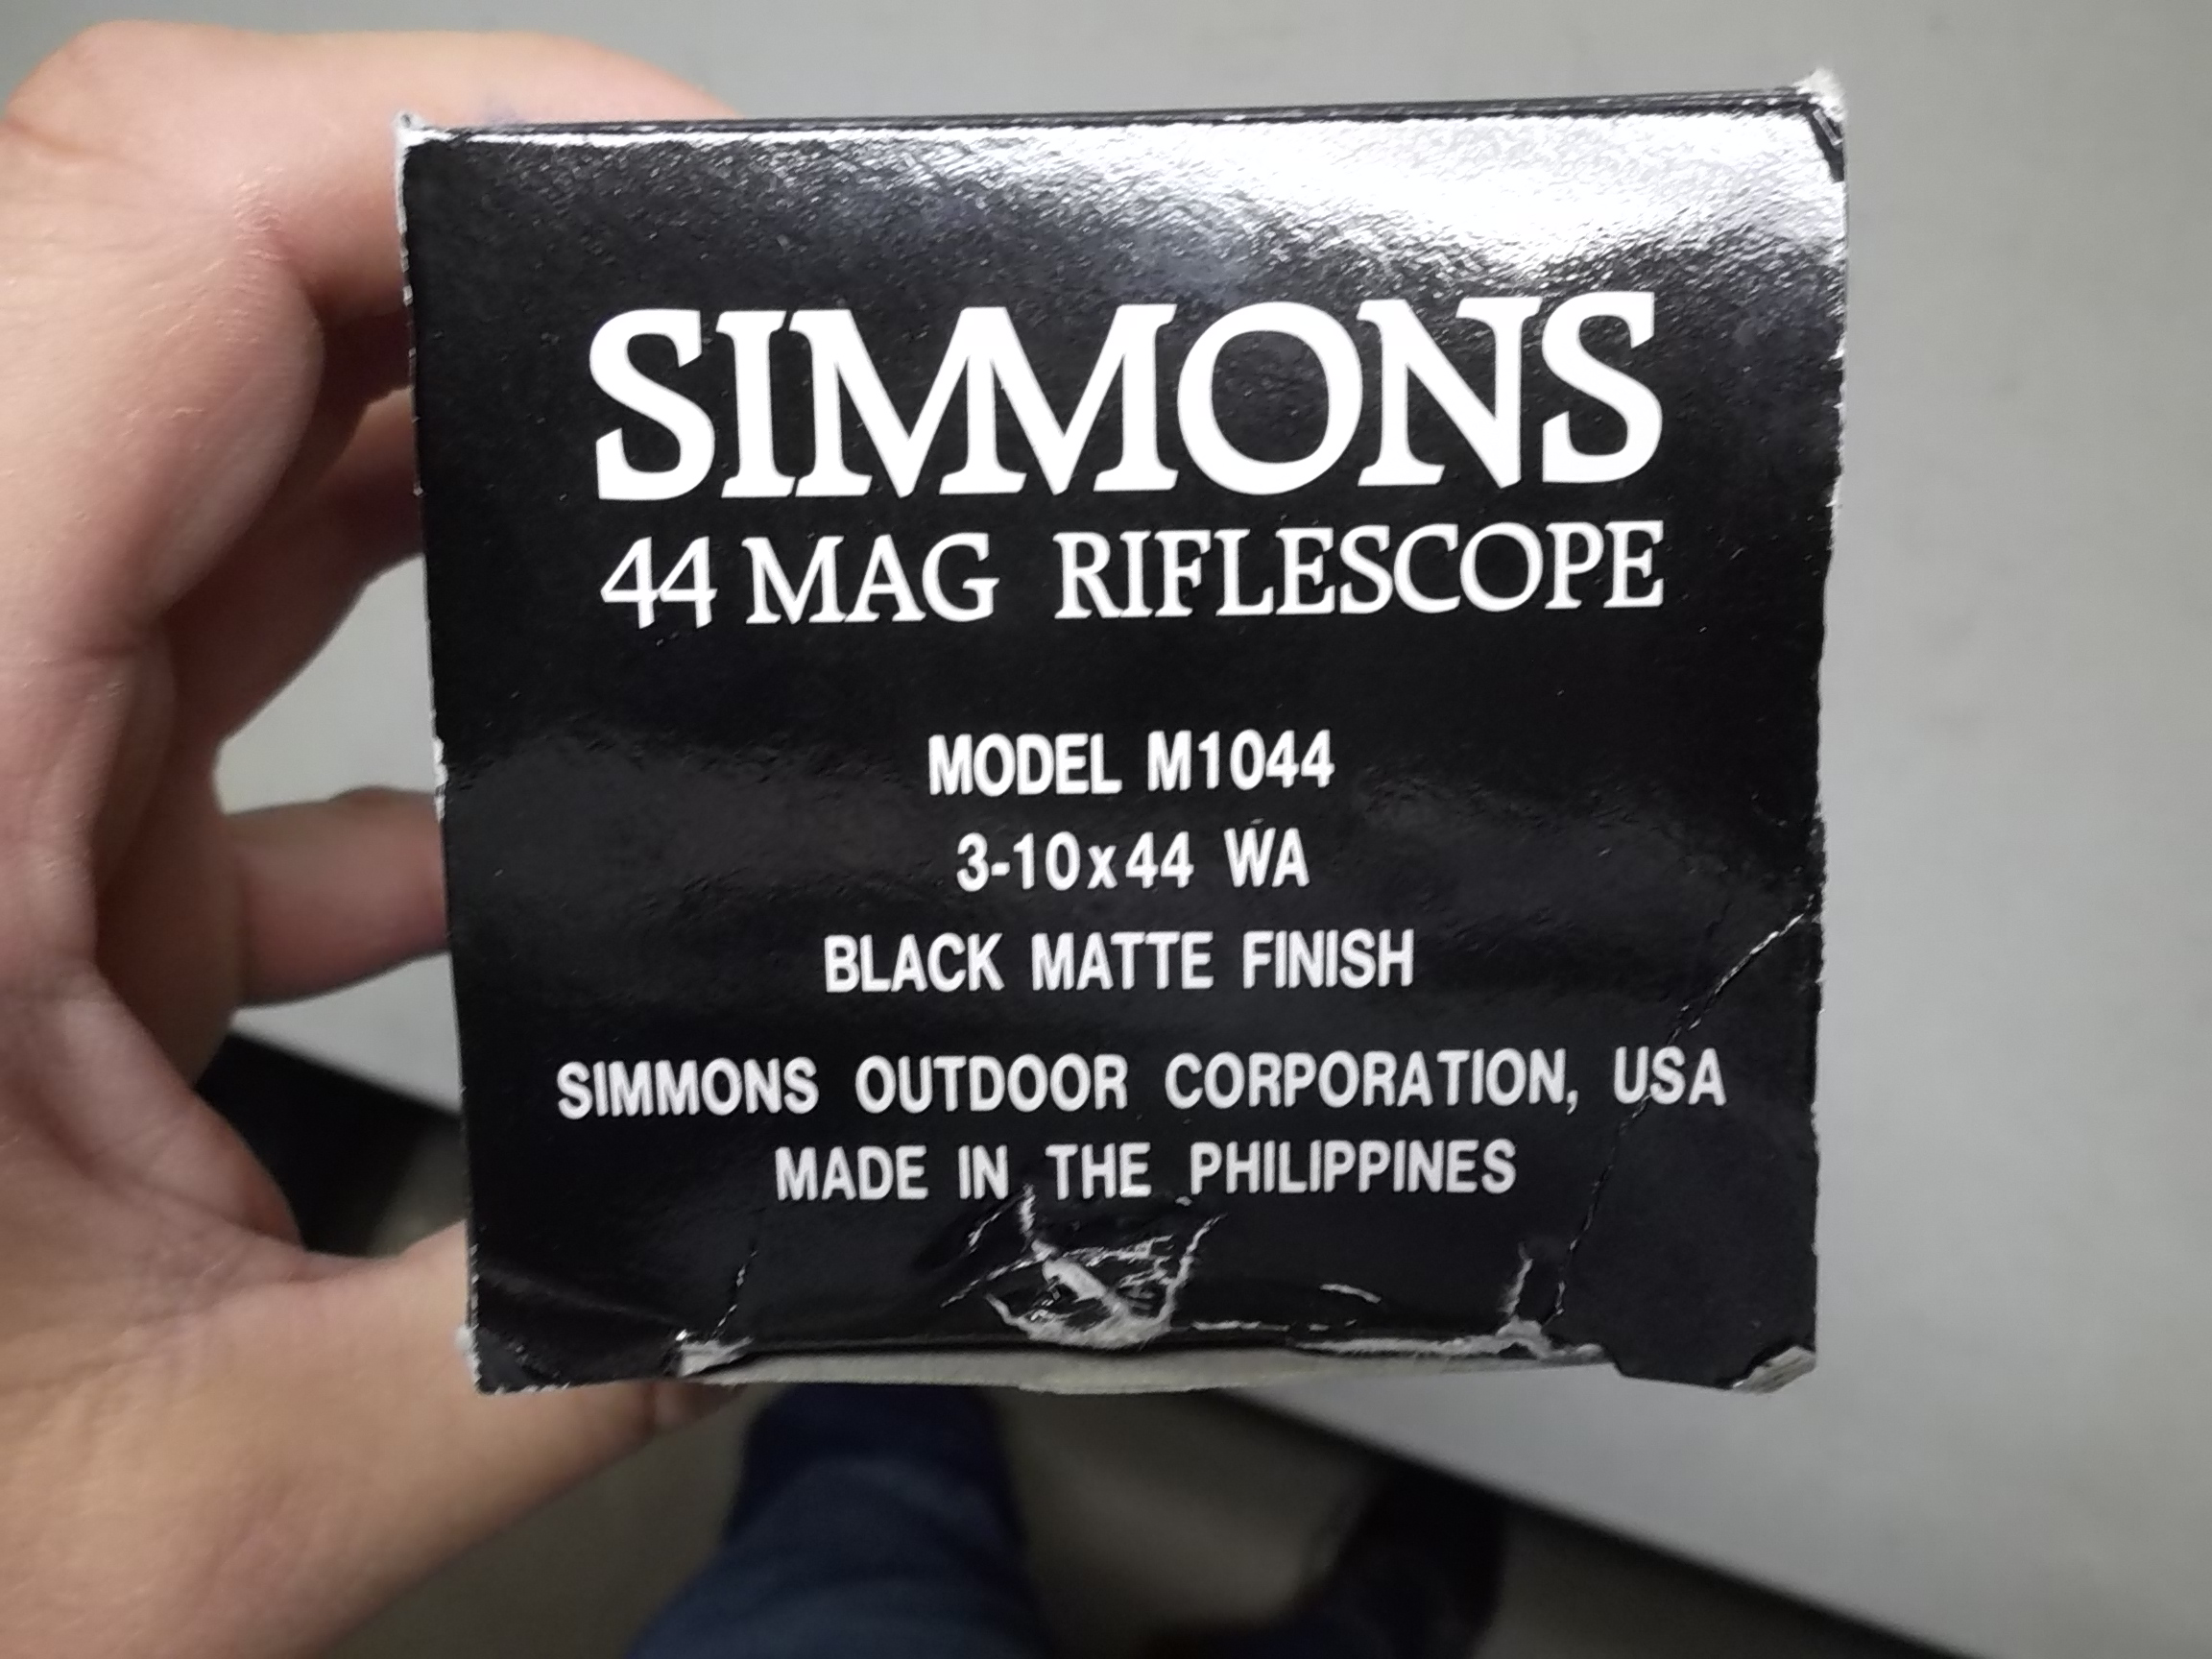 SIMMONS
44 MAG RIFLESCOPE
MODEL M1044
3-10x44 WA
BLACK MATTE FINISH
SIMMONS OUTDOOR CORPORATION, USA
MADE IN THE PHILIPPINES